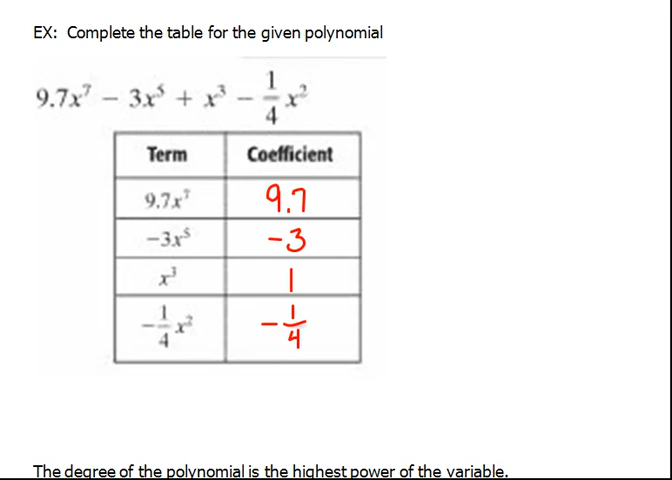 EX: Complete the table for the given polynomial
9.7x⁷ − 3x⁵ + x³ − 1/4 x²
Term Coefficient
9.7x⁷ 9.7
−3x⁵ −3
x³ 1
−1/4 x² −1/4
The degree of the polynomial is the highest power of the variable.